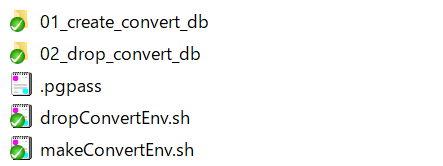 01_create_convert_db
02_drop_convert_db
.pgpass
dropConvertEnv.sh
makeConvertEnv.sh